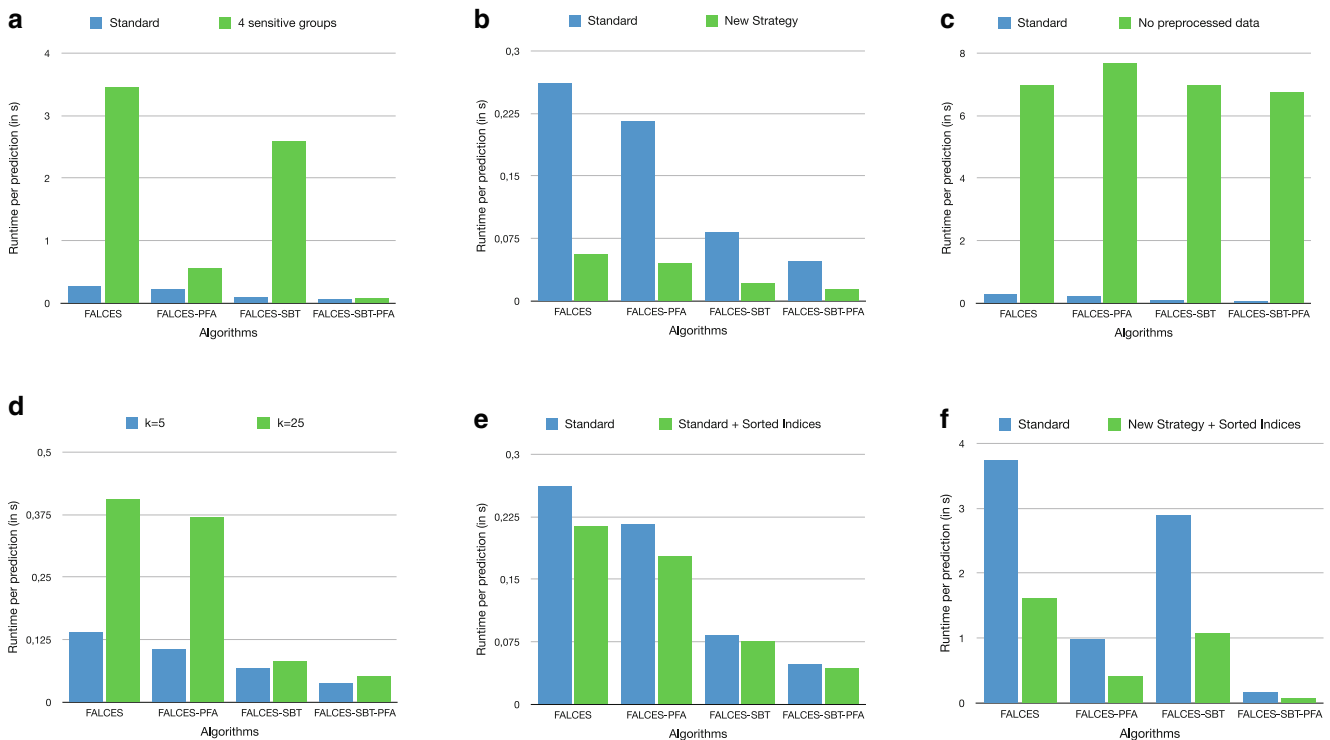 a
Standard
4 sensitive groups
Runtime per prediction (in s)
4
3
2
1
0
FALCES
FALCES-PFA
FALCES-SBT
FALCES-SBT-PFA
Algorithms
b
Standard
New Strategy
Runtime per prediction (in s)
0,3
0,225
0,15
0,075
0
FALCES
FALCES-PFA
FALCES-SBT
FALCES-SBT-PFA
Algorithms
c
Standard
No preprocessed data
Runtime per prediction (in s)
8
6
4
2
0
FALCES
FALCES-PFA
FALCES-SBT
FALCES-SBT-PFA
Algorithms
d
k=5
k=25
Runtime per prediction (in s)
0,5
0,375
0,25
0,125
0
FALCES
FALCES-PFA
FALCES-SBT
FALCES-SBT-PFA
Algorithms
e
Standard
Standard + Sorted Indices
Runtime per prediction (in s)
0,3
0,225
0,15
0,075
0
FALCES
FALCES-PFA
FALCES-SBT
FALCES-SBT-PFA
Algorithms
f
Standard
New Strategy + Sorted Indices
Runtime per prediction (in s)
4
3
2
1
0
FALCES
FALCES-PFA
FALCES-SBT
FALCES-SBT-PFA
Algorithms